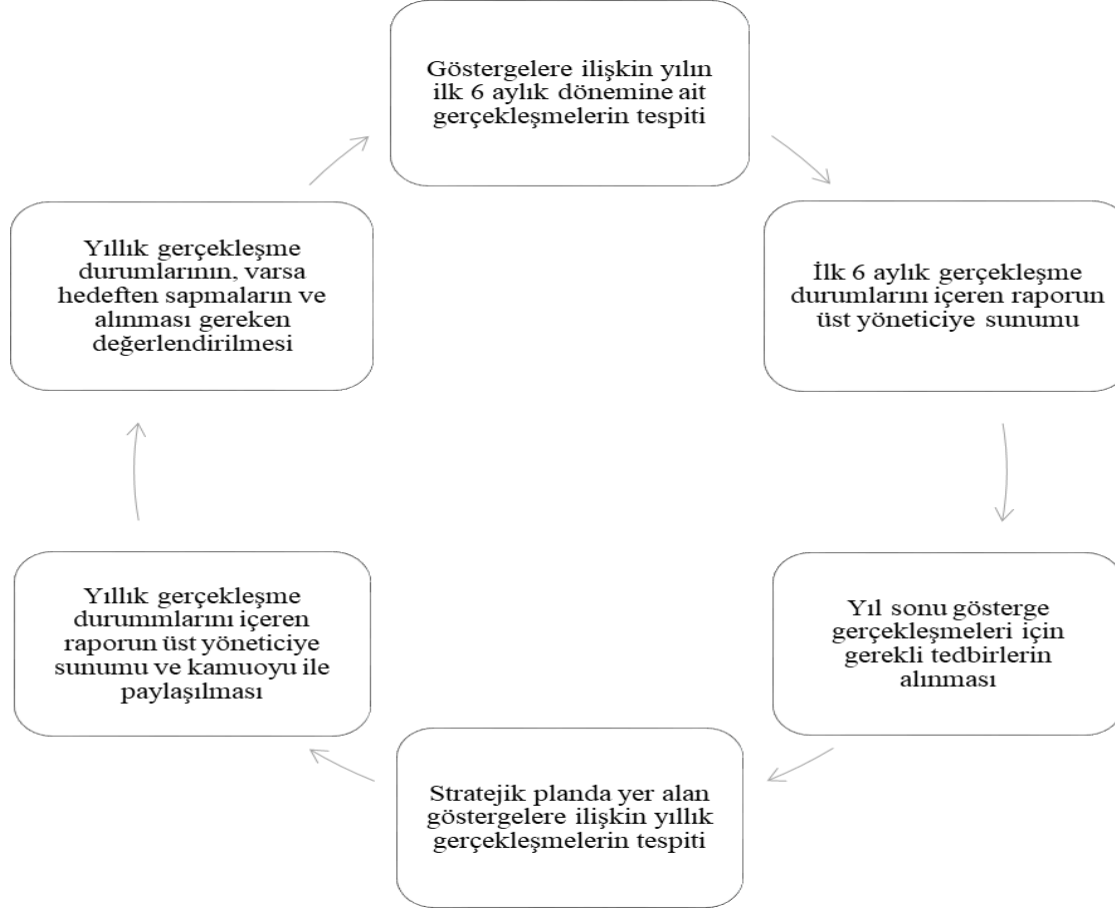 Göstergelere ilişkin yılın
ilk 6 aylık dönemine ait
gerçekleşmelerin tespiti
İlk 6 aylık gerçekleşme
durumlarını içeren raporun
üst yöneticiye sunumu
Yıl sonu gösterge
gerçekleşmeleri için
gerekli tedbirlerin
alınması
Stratejik planda yer alan
göstergelere ilişkin yıllık
gerçekleşmelerin tespiti
Yıllık gerçekleşme
durummlarını içeren
raporun üst yöneticiye
sunumu ve kamuoyu ile
paylaşılması
Yıllık gerçekleşme
durumlarının, varsa
hedeften sapmaların ve
alınması gereken
değerlendirilmesi